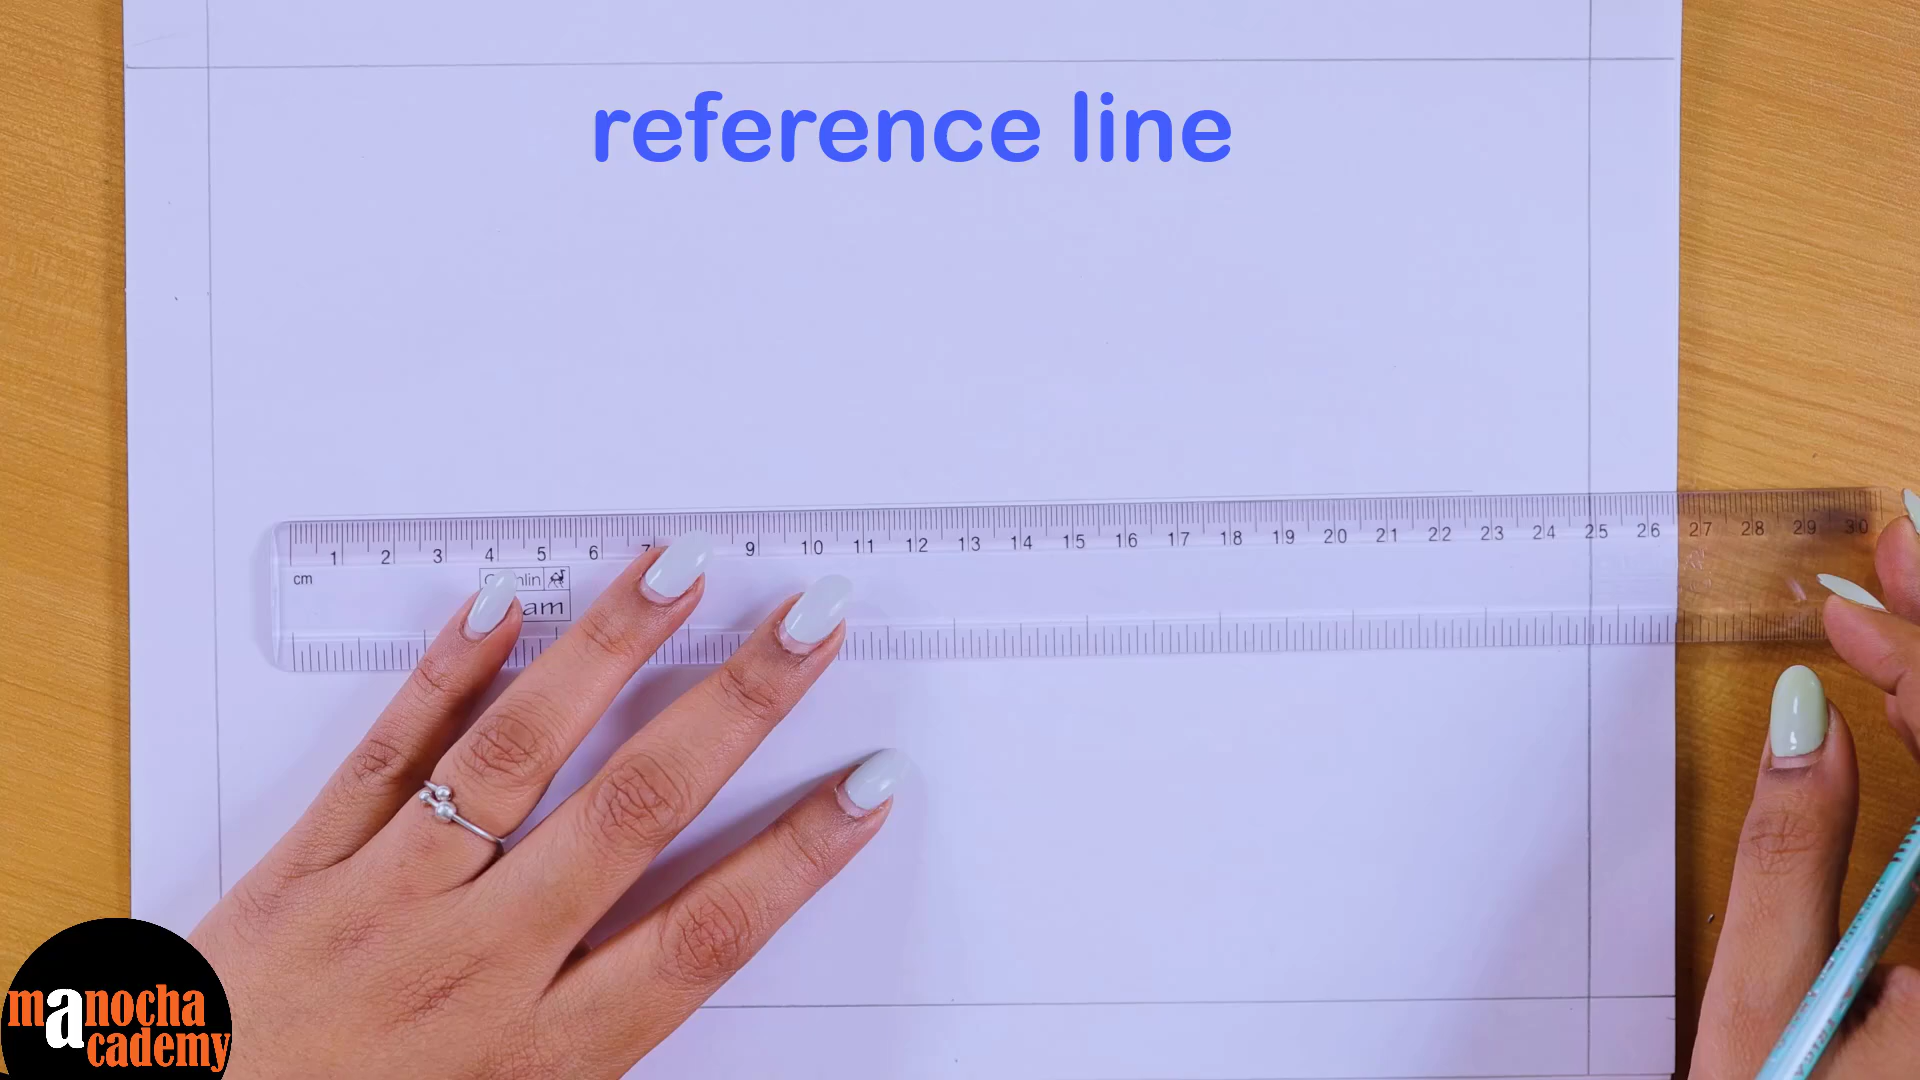 reference line
1 2 3 4 5 6 7 9 10 11 12 13 14 15 16 17 18 19 20 21 22 23 24 25 26 27 28 29 30
cm
am
manocha
academy